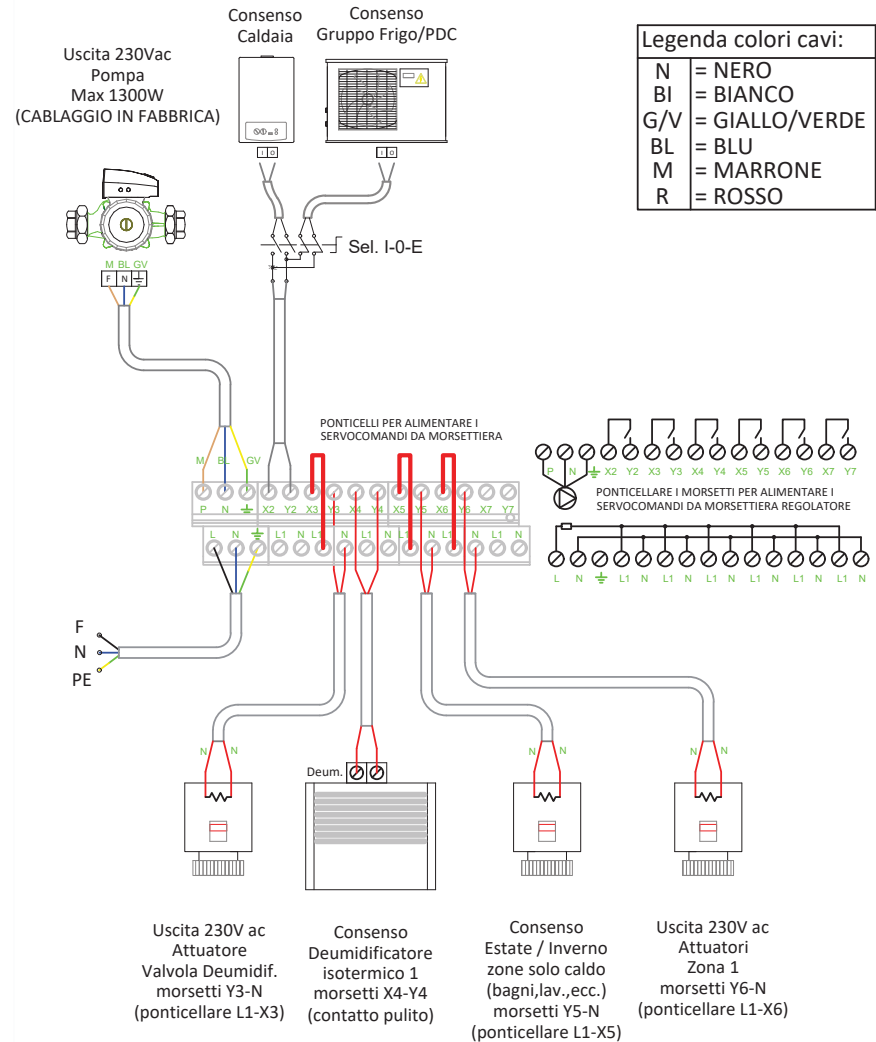 Consenso
Caldaia
Consenso
Gruppo Frigo/PDC
Uscita 230Vac
Pompa
Max 1300W
(CABLAGGIO IN FABBRICA)
Legenda colori cavi:
N = NERO
BI = BIANCO
G/V = GIALLO/VERDE
BL = BLU
M = MARRONE
R = ROSSO
I O
I O
Sel. I-0-E
M BL GV
F N
PONTICELLI PER ALIMENTARE I
SERVOCOMANDI DA MORSETTIERA
M BL GV
P N X2 Y2 X3 Y3 X4 Y4 X5 Y5 X6 Y6 X7 Y7
L N L1 N L1 N L1 N L1 N L1 N L1 N
P N X2 Y2 X3 Y3 X4 Y4 X5 Y5 X6 Y6 X7 Y7
PONTICELLARE I MORSETTI PER ALIMENTARE I
SERVOCOMANDI DA MORSETTIERA REGOLATORE
L N L1 N L1 N L1 N L1 N L1 N L1 N
F
N
PE
N N
Deum.
N N
N N
Uscita 230V ac
Attuatore
Valvola Deumidif.
morsetti Y3-N
(ponticellare L1-X3)
Consenso
Deumidificatore
isotermico 1
morsetti X4-Y4
(contatto pulito)
Consenso
Estate / Inverno
zone solo caldo
(bagni,lav.,ecc.)
morsetti Y5-N
(ponticellare L1-X5)
Uscita 230V ac
Attuatori
Zona 1
morsetti Y6-N
(ponticellare L1-X6)